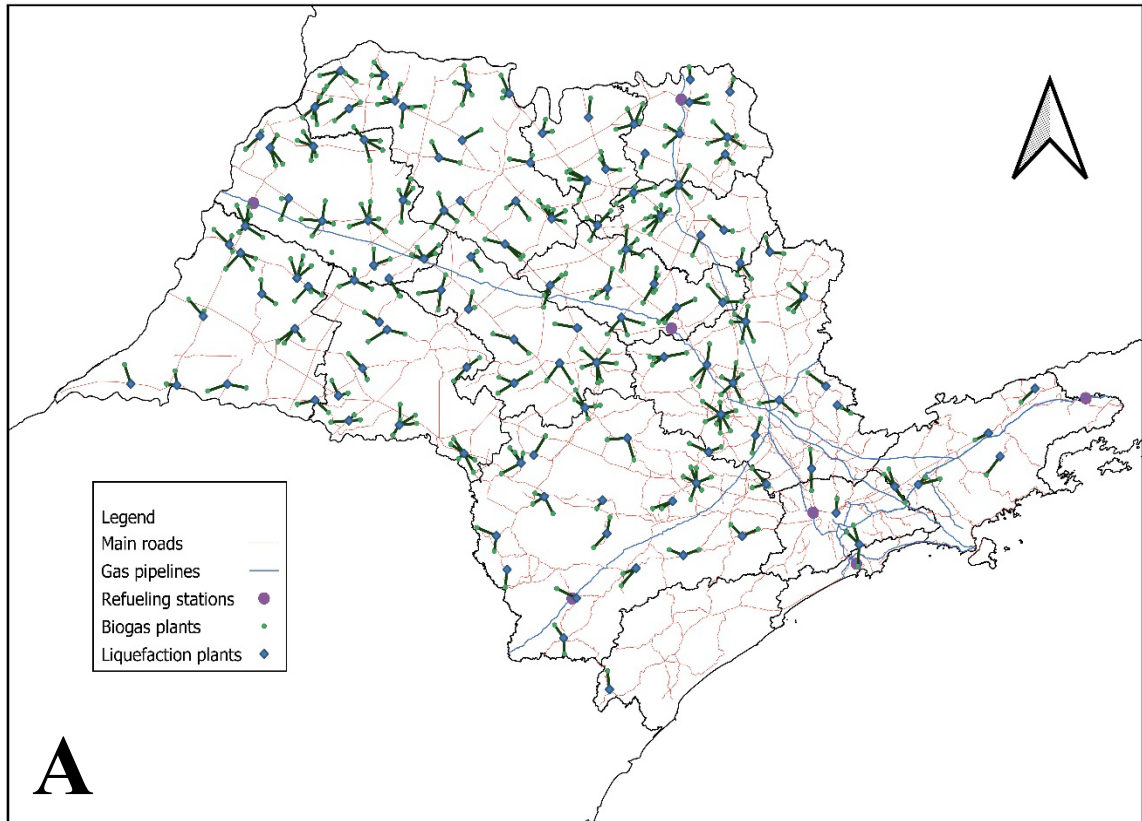 Legend
Main roads
Gas pipelines
Refueling stations
Biogas plants
Liquefaction plants
A